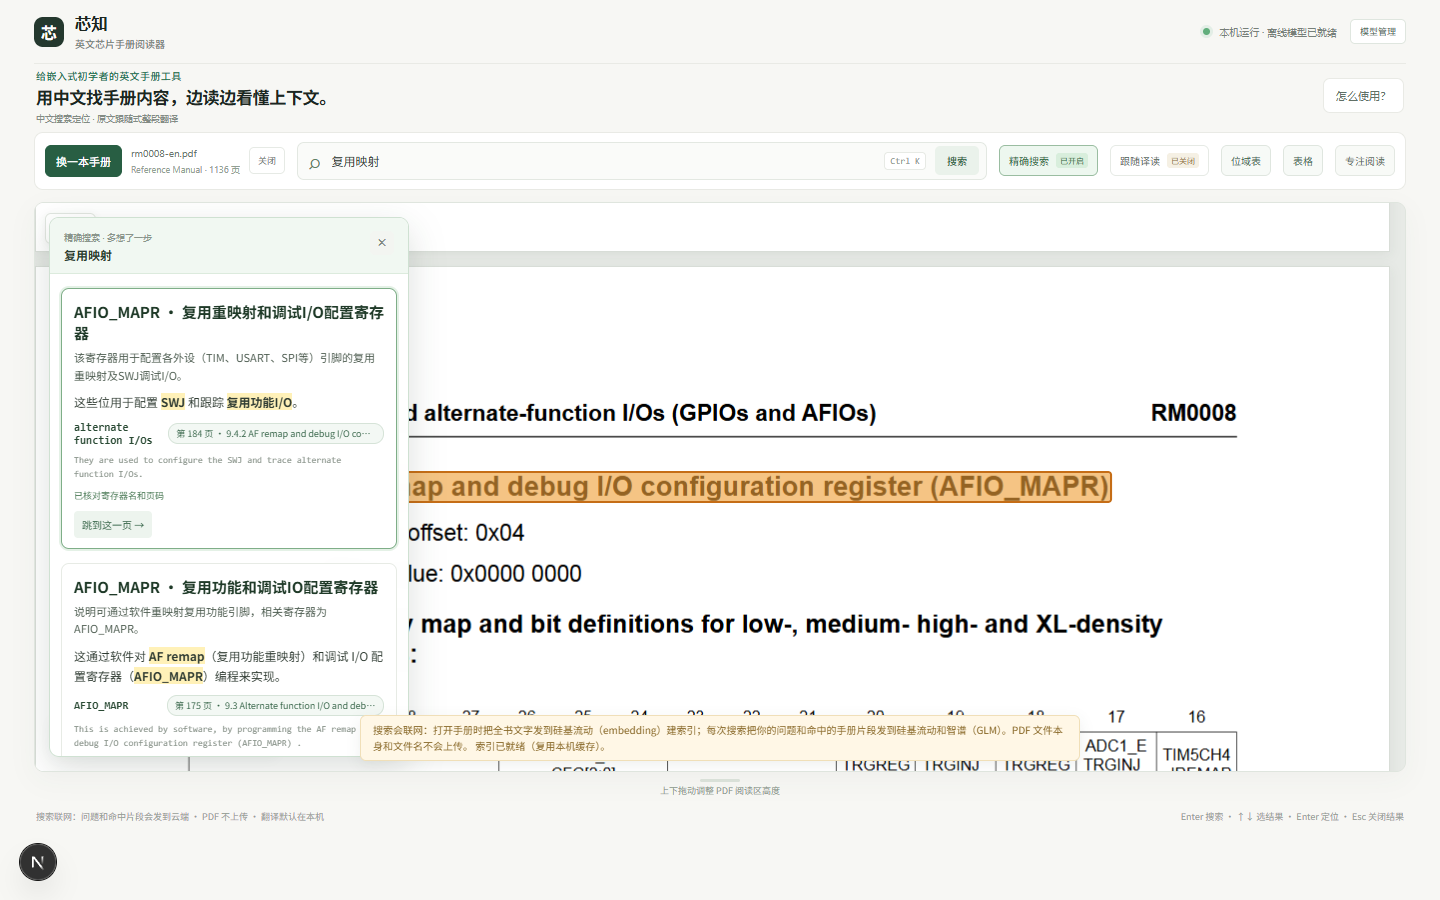 芯
芯知
英文芯片手册阅读器
本机运行 · 离线模型已就绪
模型管理
给嵌入式初学者的英文手册工具
用中文找手册内容，边读边看懂上下文。
中文搜索定位 · 原文跟随式整段翻译
怎么使用？
换一本手册
rm0008-en.pdf
Reference Manual · 1136 页
关闭
复用映射
Ctrl K
搜索
精确搜索 已开启
跟随译读 已关闭
位域表
表格
专注阅读
精确搜索 · 多想了一步
复用映射
×
AFIO_MAPR · 复用重映射和调试I/O配置寄存
器
该寄存器用于配置各外设（TIM、USART、SPI等）引脚的复用
重映射及SWJ调试I/O。
这些位用于配置 SWJ 和跟踪 复用功能I/O。
alternate
function I/Os
第 184 页 · 9.4.2 AF remap and debug I/O co···
They are used to configure the SWJ and trace alternate
function I/Os.
已核对寄存器名和页码
跳到这一页 →
AFIO_MAPR · 复用功能和调试IO配置寄存器
说明可通过软件重映射复用功能引脚，相关寄存器为
AFIO_MAPR。
这通过软件对 AF remap（复用功能重映射）和调试 I/O 配
置寄存器（AFIO_MAPR）编程来实现。
AFIO_MAPR
第 175 页 · 9.3 Alternate function I/O and deb···
This is achieved by software, by programming the AF remap
debug I/O configuration register (AFIO_MAPR) .
d alternate-function I/Os (GPIOs and AFIOs)
RM0008
ap and debug I/O configuration register (AFIO_MAPR)
offset: 0x04
lue: 0x0000 0000
y map and bit definitions for low-, medium- high- and XL-density
:
17
16
ADC1_E
TRGINJ
TIM5CH4
TRGREG
TRGINJ
TRGREG
搜索会联网：打开手册时把全书文字发到硅基流动（embedding）建索引；每次搜索把你的问题和命中的手册片段发到硅基流动和智谱（GLM）。PDF 文件本
身和文件名不会上传。 索引已就绪（复用本机缓存）。
上下拖动调整 PDF 阅读区高度
搜索联网：问题和命中片段会发到云端 · PDF 不上传 · 翻译默认在本机
Enter 搜索 · ↑↓ 选结果 · Enter 定位 · Esc 关闭结果
N